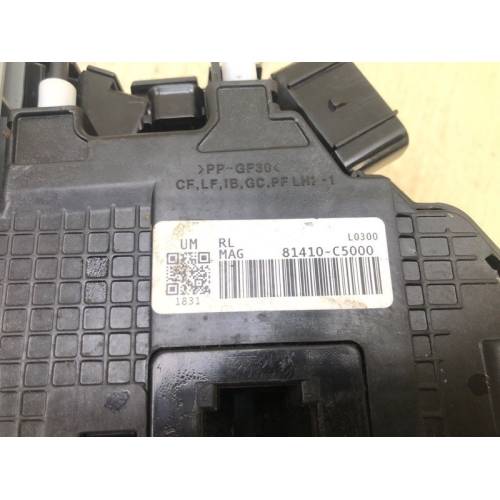 >PP-GF30<
CF,LF,IB,GC,PF LH1-1
L0300
UM RL
MAG 81410-C5000
1831